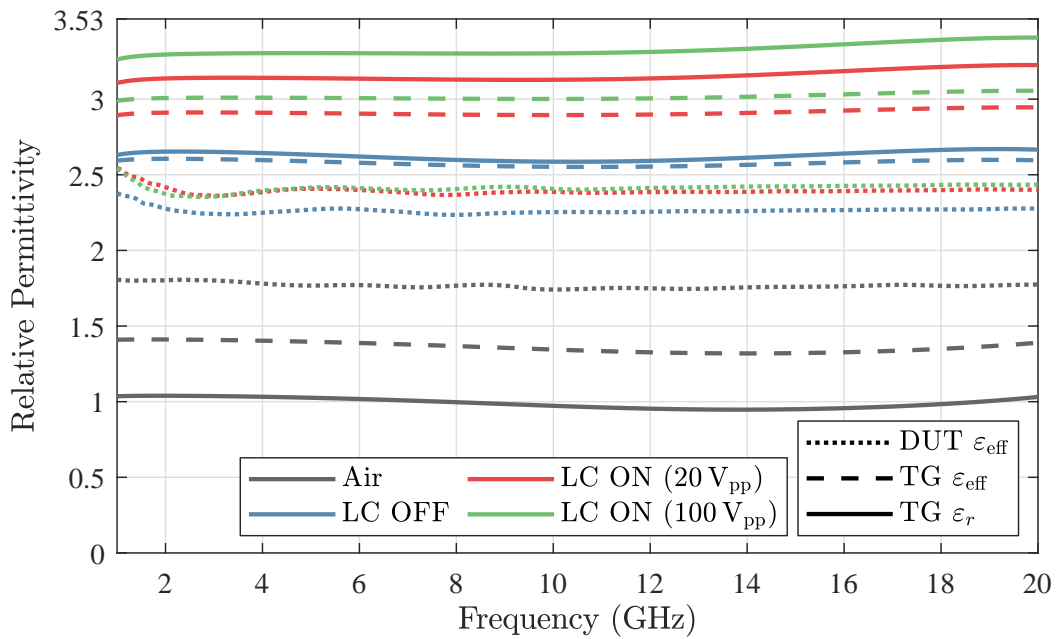 3.53
3
2.5
2
1.5
1
0.5
0
Relative Permittivity
2 4 6 8 10 12 14 16 18 20
Frequency (GHz)
Air LC ON (20 Vpp)
LC OFF LC ON (100 Vpp)
DUT εeff
TG εeff
TG εr